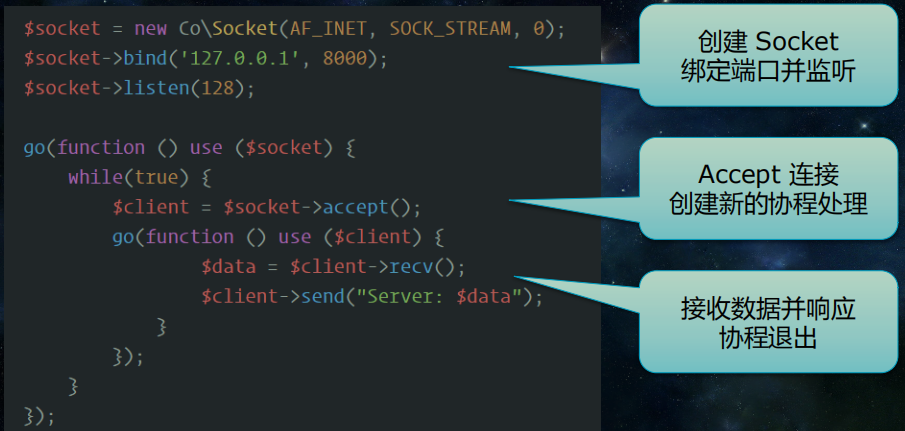 $socket = new Co\Socket(AF_INET, SOCK_STREAM, 0);
$socket->bind('127.0.0.1', 8000);
$socket->listen(128);
go(function () use ($socket) {
    while(true) {
        $client = $socket->accept();
        go(function () use ($client) {
                $data = $client->recv();
                $client->send("Server: $data");
            }
        });
    }
});
创建 Socket
绑定端口并监听
Accept 连接
创建新的协程处理
接收数据并响应
协程退出